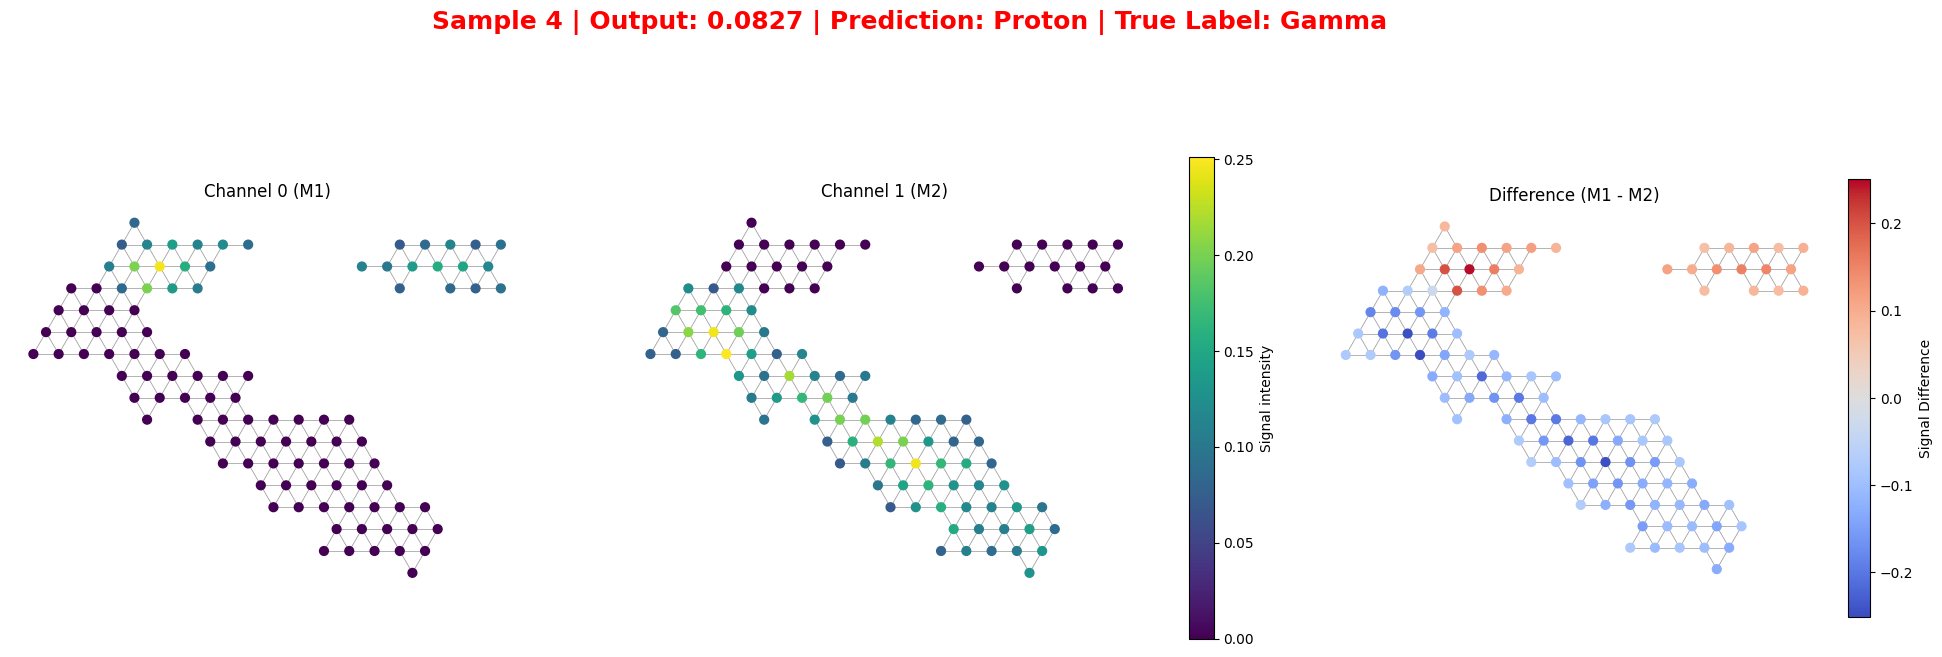 Sample 4 | Output: 0.0827 | Prediction: Proton | True Label: Gamma
Channel 0 (M1)
Channel 1 (M2)
0.25
0.20
0.15
0.10
0.05
0.00
Signal intensity
Difference (M1 - M2)
0.2
0.1
0.0
−0.1
−0.2
Signal Difference